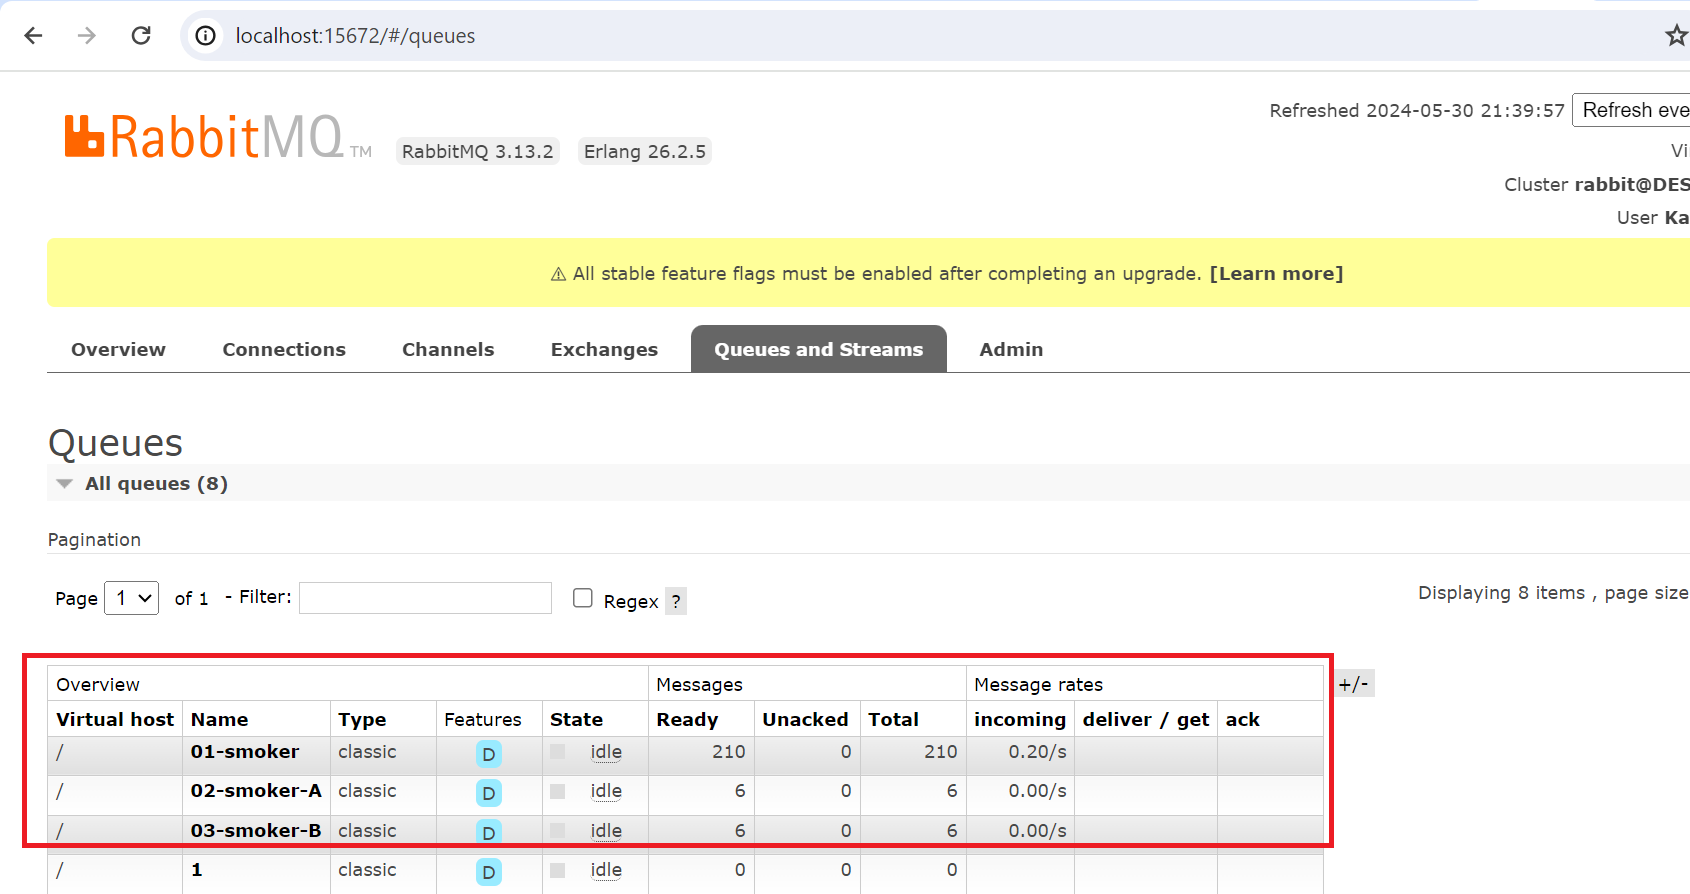 localhost:15672/#/queues
RabbitMQ TM RabbitMQ 3.13.2 Erlang 26.2.5
Refreshed 2024-05-30 21:39:57 Refresh eve
Vi
Cluster rabbit@DES
User Ka
⚠ All stable feature flags must be enabled after completing an upgrade. [Learn more]
Overview Connections Channels Exchanges Queues and Streams Admin
Queues
All queues (8)
Pagination
Page 1 of 1 - Filter: Regex ? Displaying 8 items , page size
Overview Messages Message rates +/-
Virtual host Name Type Features State Ready Unacked Total incoming deliver / get ack
/ 01-smoker classic D idle 210 0 210 0.20/s
/ 02-smoker-A classic D idle 6 0 6 0.00/s
/ 03-smoker-B classic D idle 6 0 6 0.00/s
/ 1 classic D idle 0 0 0